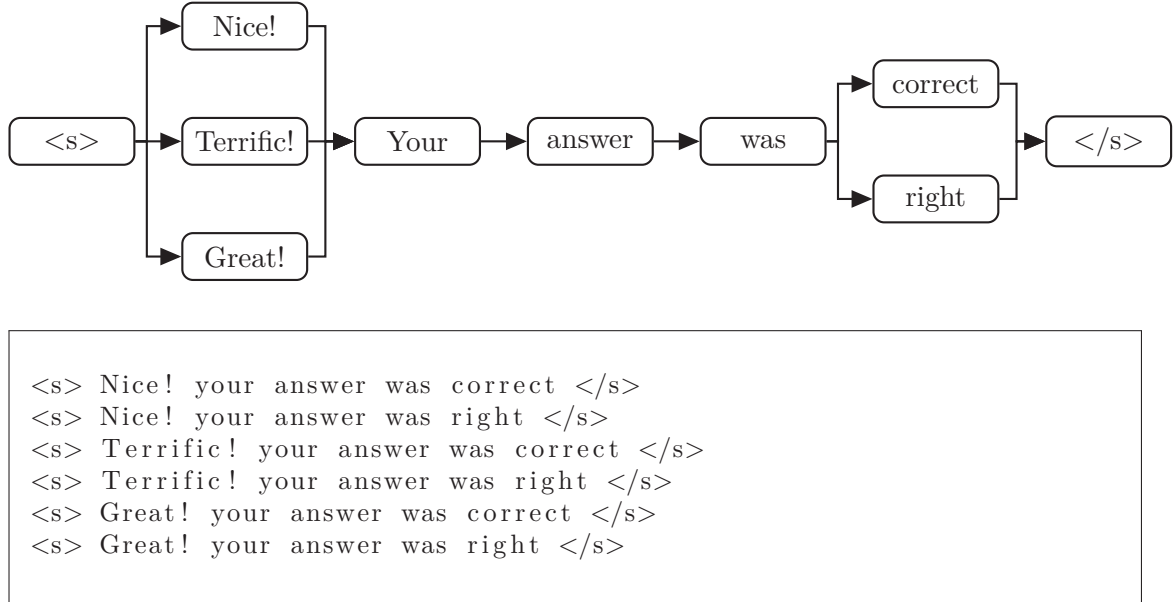 Nice!
<s> Terrific! Your answer was correct </s>
right
Great!
<s> Nice! your answer was correct </s>
<s> Nice! your answer was right </s>
<s> Terrific! your answer was correct </s>
<s> Terrific! your answer was right </s>
<s> Great! your answer was correct </s>
<s> Great! your answer was right </s>